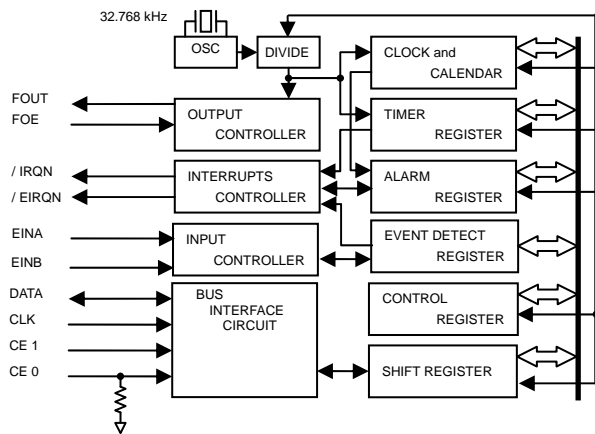 32.768 kHz
OSC
DIVIDE
CLOCK and
CALENDAR
FOUT
FOE
OUTPUT
CONTROLLER
TIMER
REGISTER
/ IRQN
/ EIRQN
INTERRUPTS
CONTROLLER
ALARM
REGISTER
EINA
EINB
INPUT
CONTROLLER
EVENT DETECT
REGISTER
DATA
CLK
CE 1
CE 0
BUS
INTERFACE
CIRCUIT
CONTROL
REGISTER
SHIFT REGISTER